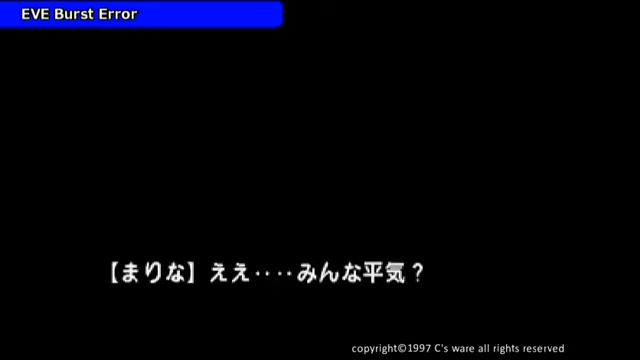 EVE Burst Error
【まりな】ええ‥‥みんな平気？
copyright©1997 C's ware all rights reserved